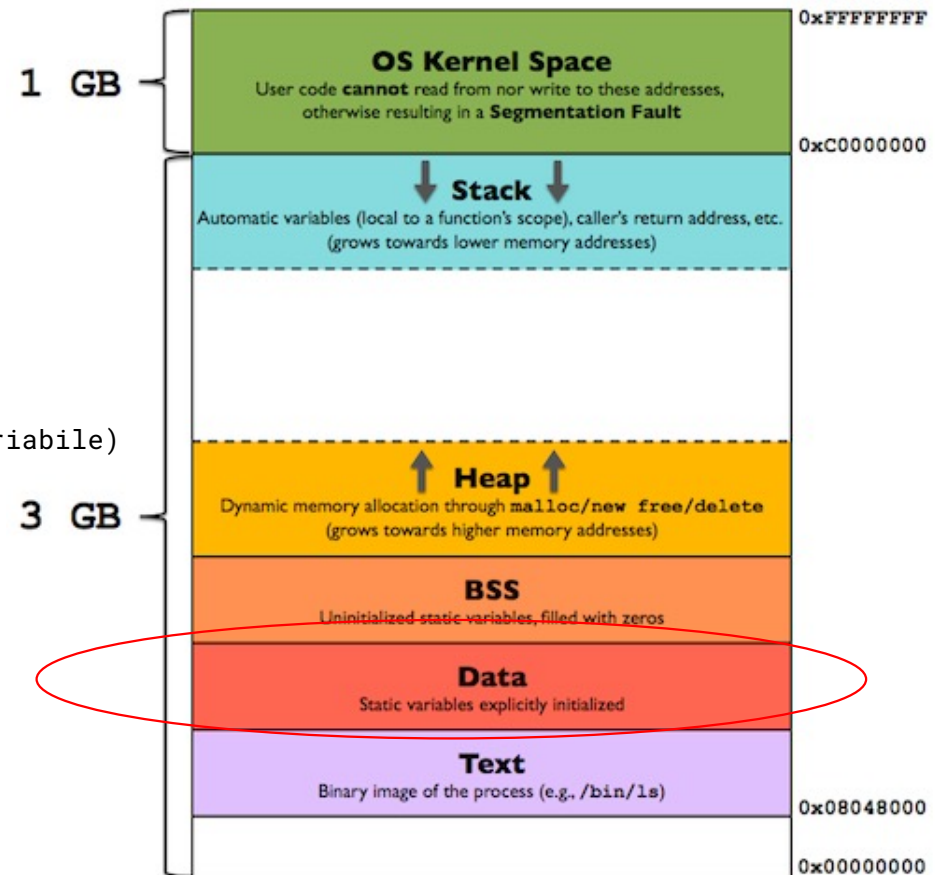 0xFFFFFFFF
OS Kernel Space
1 GB
User code cannot read from nor write to these addresses,
otherwise resulting in a Segmentation Fault
0xC0000000
Stack
Automatic variables (local to a function's scope), caller's return address, etc.
(grows towards lower memory addresses)
riabile)
Heap
3 GB
Dynamic memory allocation through malloc/new free/delete
(grows towards higher memory addresses)
BSS
Uninitialized static variables, filled with zeros
Data
Static variables explicitly initialized
Text
Binary image of the process (e.g., /bin/ls)
0x08048000
0x00000000